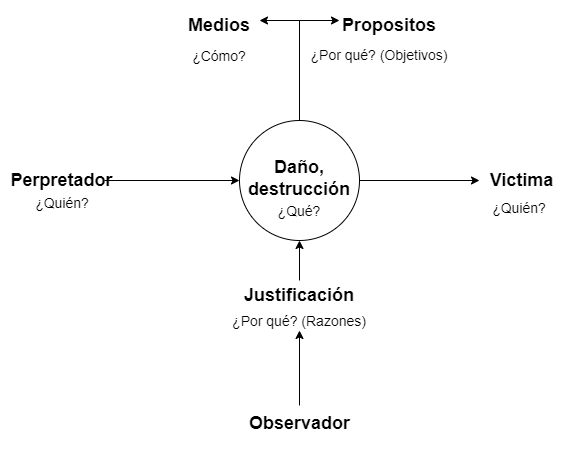 Medios
Propositos
¿Cómo?
¿Por qué? (Objetivos)
Perpretador
¿Quién?
Daño,
destrucción
¿Qué?
Victima
¿Quién?
Justificación
¿Por qué? (Razones)
Observador